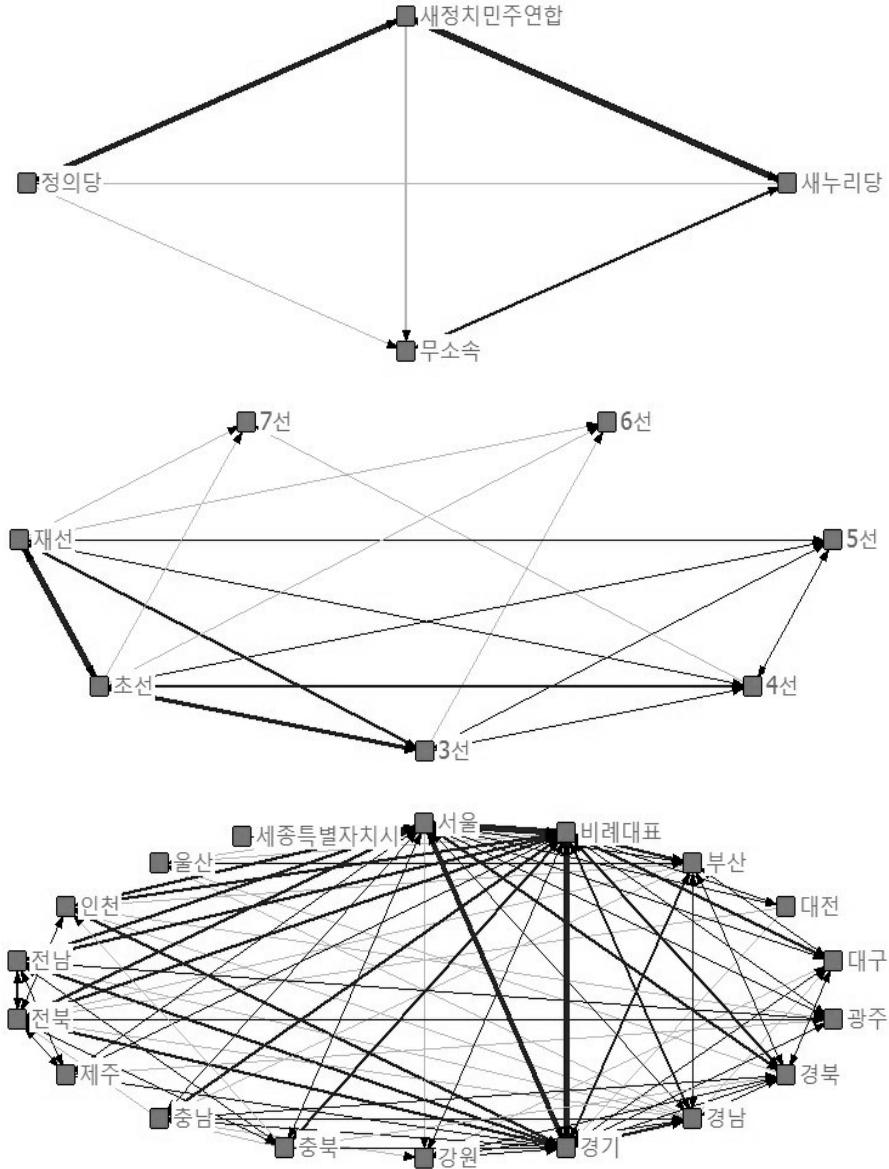 새정치민주연합
정의당
새누리당
무소속
7선
6선
재선
5선
초선
4선
3선
서울
비례대표
세종특별자치시
울산
부산
인천
대전
전남
대구
전북
광주
제주
경북
충남
경남
충북
강원
경기